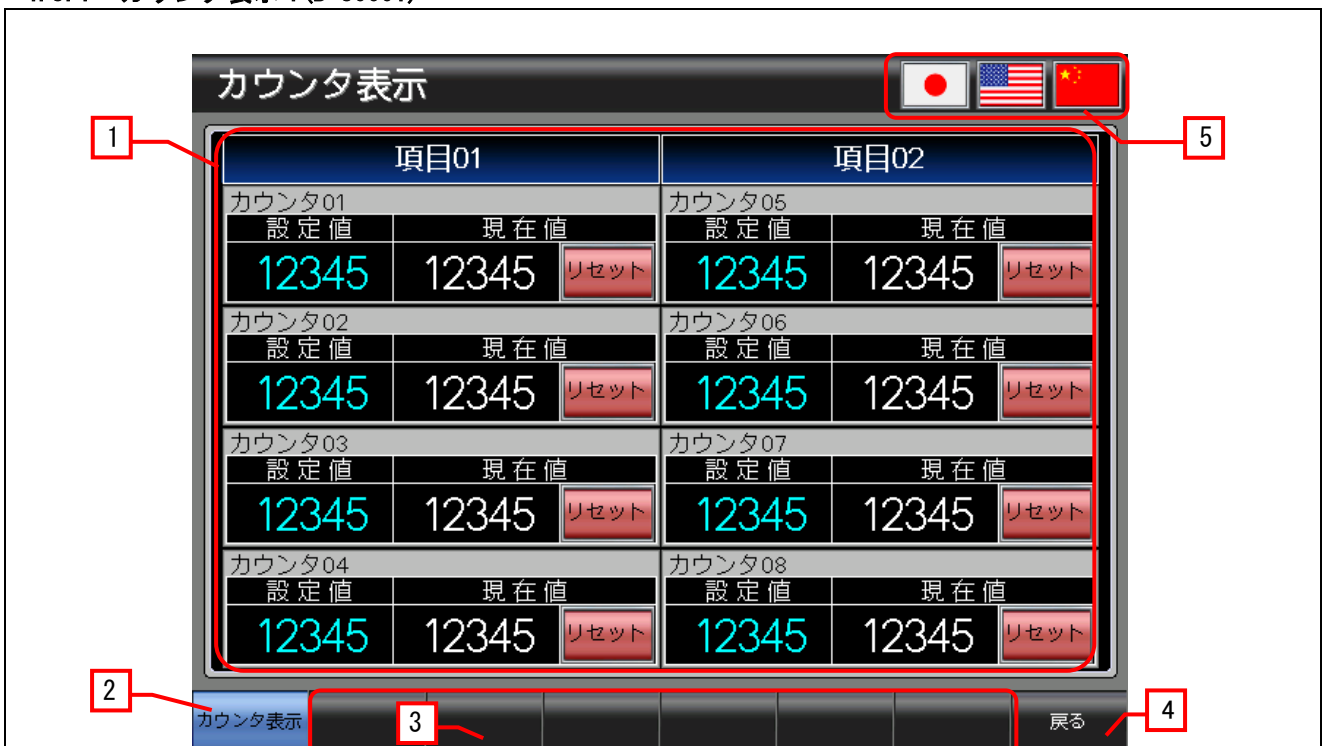 カウンタ表示
1
5
項目01 項目02
カウンタ01 カウンタ05
設定値 現在値 設定値 現在値
12345 12345 リセット 12345 12345 リセット
カウンタ02 カウンタ06
設定値 現在値 設定値 現在値
12345 12345 リセット 12345 12345 リセット
カウンタ03 カウンタ07
設定値 現在値 設定値 現在値
12345 12345 リセット 12345 12345 リセット
カウンタ04 カウンタ08
設定値 現在値 設定値 現在値
12345 12345 リセット 12345 12345 リセット
2
カウンタ表示 3 戻る 4